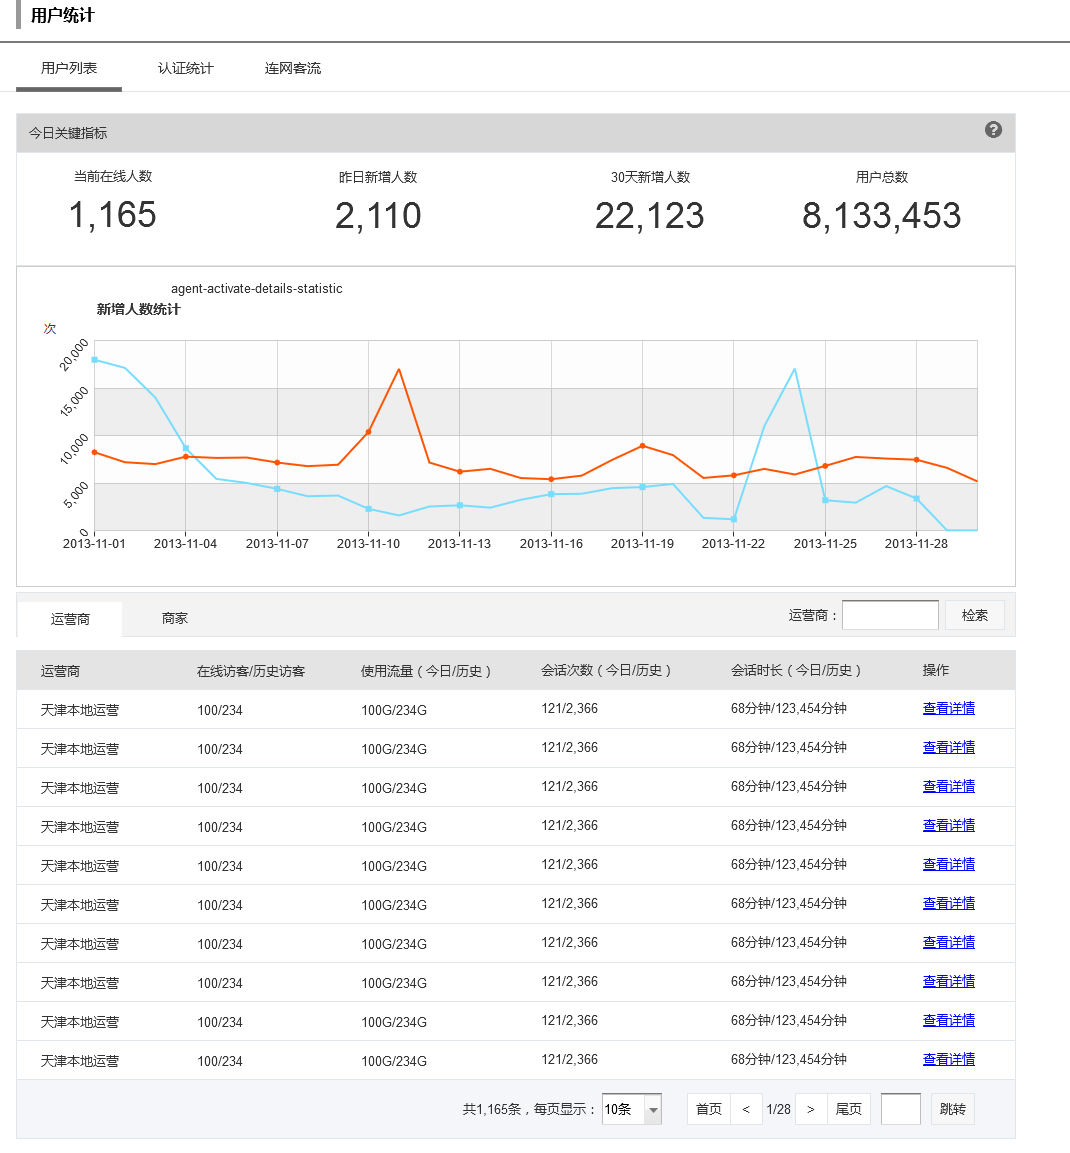 用户统计
用户列表 认证统计 连网客流
今日关键指标 ?
当前在线人数 昨日新增人数 30天新增人数 用户总数
1,165 2,110 22,123 8,133,453
agent-activate-details-statistic
新增人数统计
次
20,000
15,000
10,000
5,000
0
2013-11-01 2013-11-04 2013-11-07 2013-11-10 2013-11-13 2013-11-16 2013-11-19 2013-11-22 2013-11-25 2013-11-28
运营商 商家 运营商： 检索
运营商 在线访客/历史访客 使用流量（今日/历史） 会话次数（今日/历史） 会话时长（今日/历史） 操作
天津本地运营 100/234 100G/234G 121/2,366 68分钟/123,454分钟 查看详情
天津本地运营 100/234 100G/234G 121/2,366 68分钟/123,454分钟 查看详情
天津本地运营 100/234 100G/234G 121/2,366 68分钟/123,454分钟 查看详情
天津本地运营 100/234 100G/234G 121/2,366 68分钟/123,454分钟 查看详情
天津本地运营 100/234 100G/234G 121/2,366 68分钟/123,454分钟 查看详情
天津本地运营 100/234 100G/234G 121/2,366 68分钟/123,454分钟 查看详情
天津本地运营 100/234 100G/234G 121/2,366 68分钟/123,454分钟 查看详情
天津本地运营 100/234 100G/234G 121/2,366 68分钟/123,454分钟 查看详情
天津本地运营 100/234 100G/234G 121/2,366 68分钟/123,454分钟 查看详情
天津本地运营 100/234 100G/234G 121/2,366 68分钟/123,454分钟 查看详情
共1,165条，每页显示： 10条 首页 < 1/28 > 尾页 跳转